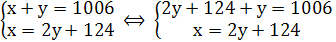 {x + y = 1006 ⇔ {2y + 124 + y = 1006
{x = 2y + 124 {x = 2y + 124